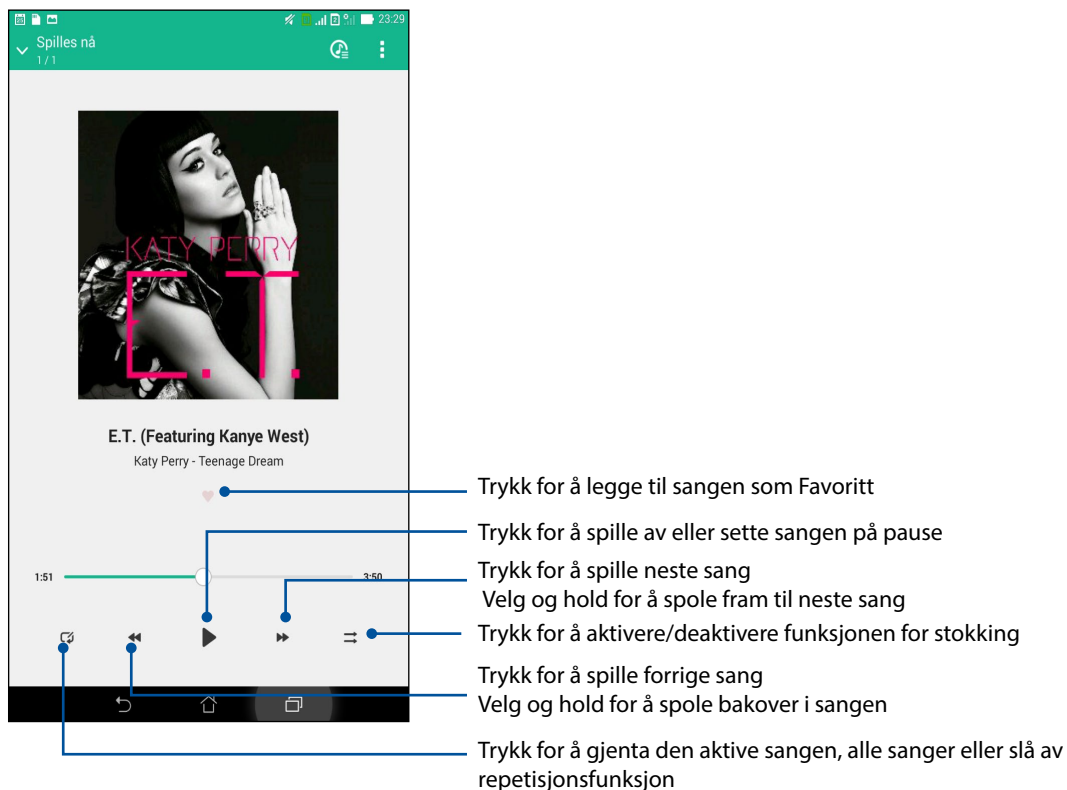 23:29
Spilles nå
1 / 1
KATY PERRY
E.T.
E.T. (Featuring Kanye West)
Katy Perry - Teenage Dream
Trykk for å legge til sangen som Favoritt
Trykk for å spille av eller sette sangen på pause
1:51
3:50
Trykk for å spille neste sang
Velg og hold for å spole fram til neste sang
Trykk for å aktivere/deaktivere funksjonen for stokking
Trykk for å spille forrige sang
Velg og hold for å spole bakover i sangen
Trykk for å gjenta den aktive sangen, alle sanger eller slå av
repetisjonsfunksjon